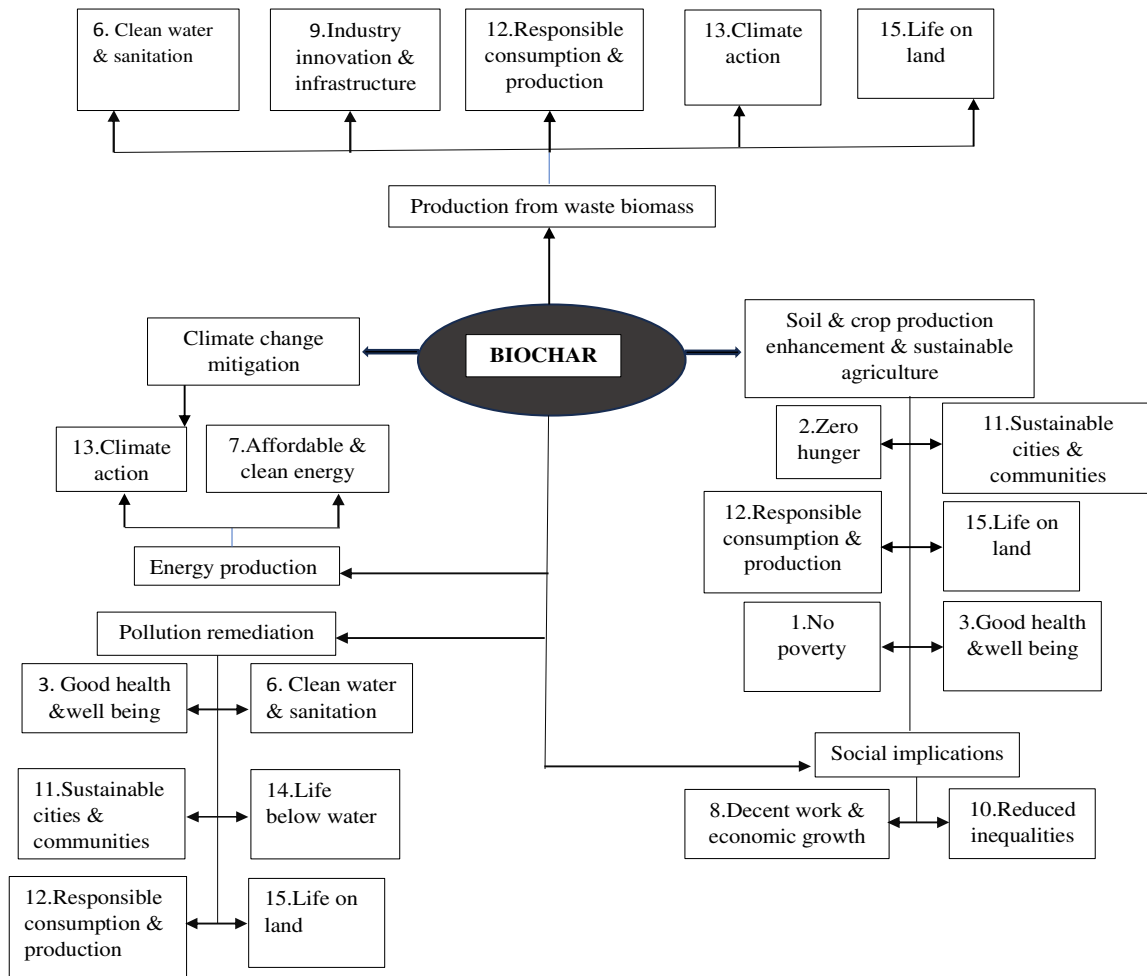 6. Clean water
& sanitation
9.Industry
innovation &
infrastructure
12.Responsible
consumption &
production
13.Climate
action
15.Life on
land
Production from waste biomass
Climate change
mitigation
BIOCHAR
Soil & crop production
enhancement & sustainable
agriculture
13.Climate
action
7.Affordable &
clean energy
2.Zero
hunger
11.Sustainable
cities &
communities
Energy production
12.Responsible
consumption &
production
15.Life on
land
Pollution remediation
1.No
poverty
3.Good health
&well being
3. Good health
&well being
6. Clean water
& sanitation
Social implications
11.Sustainable
cities &
communities
14.Life
below water
8.Decent work &
economic growth
10.Reduced
inequalities
12.Responsible
consumption &
production
15.Life on
land